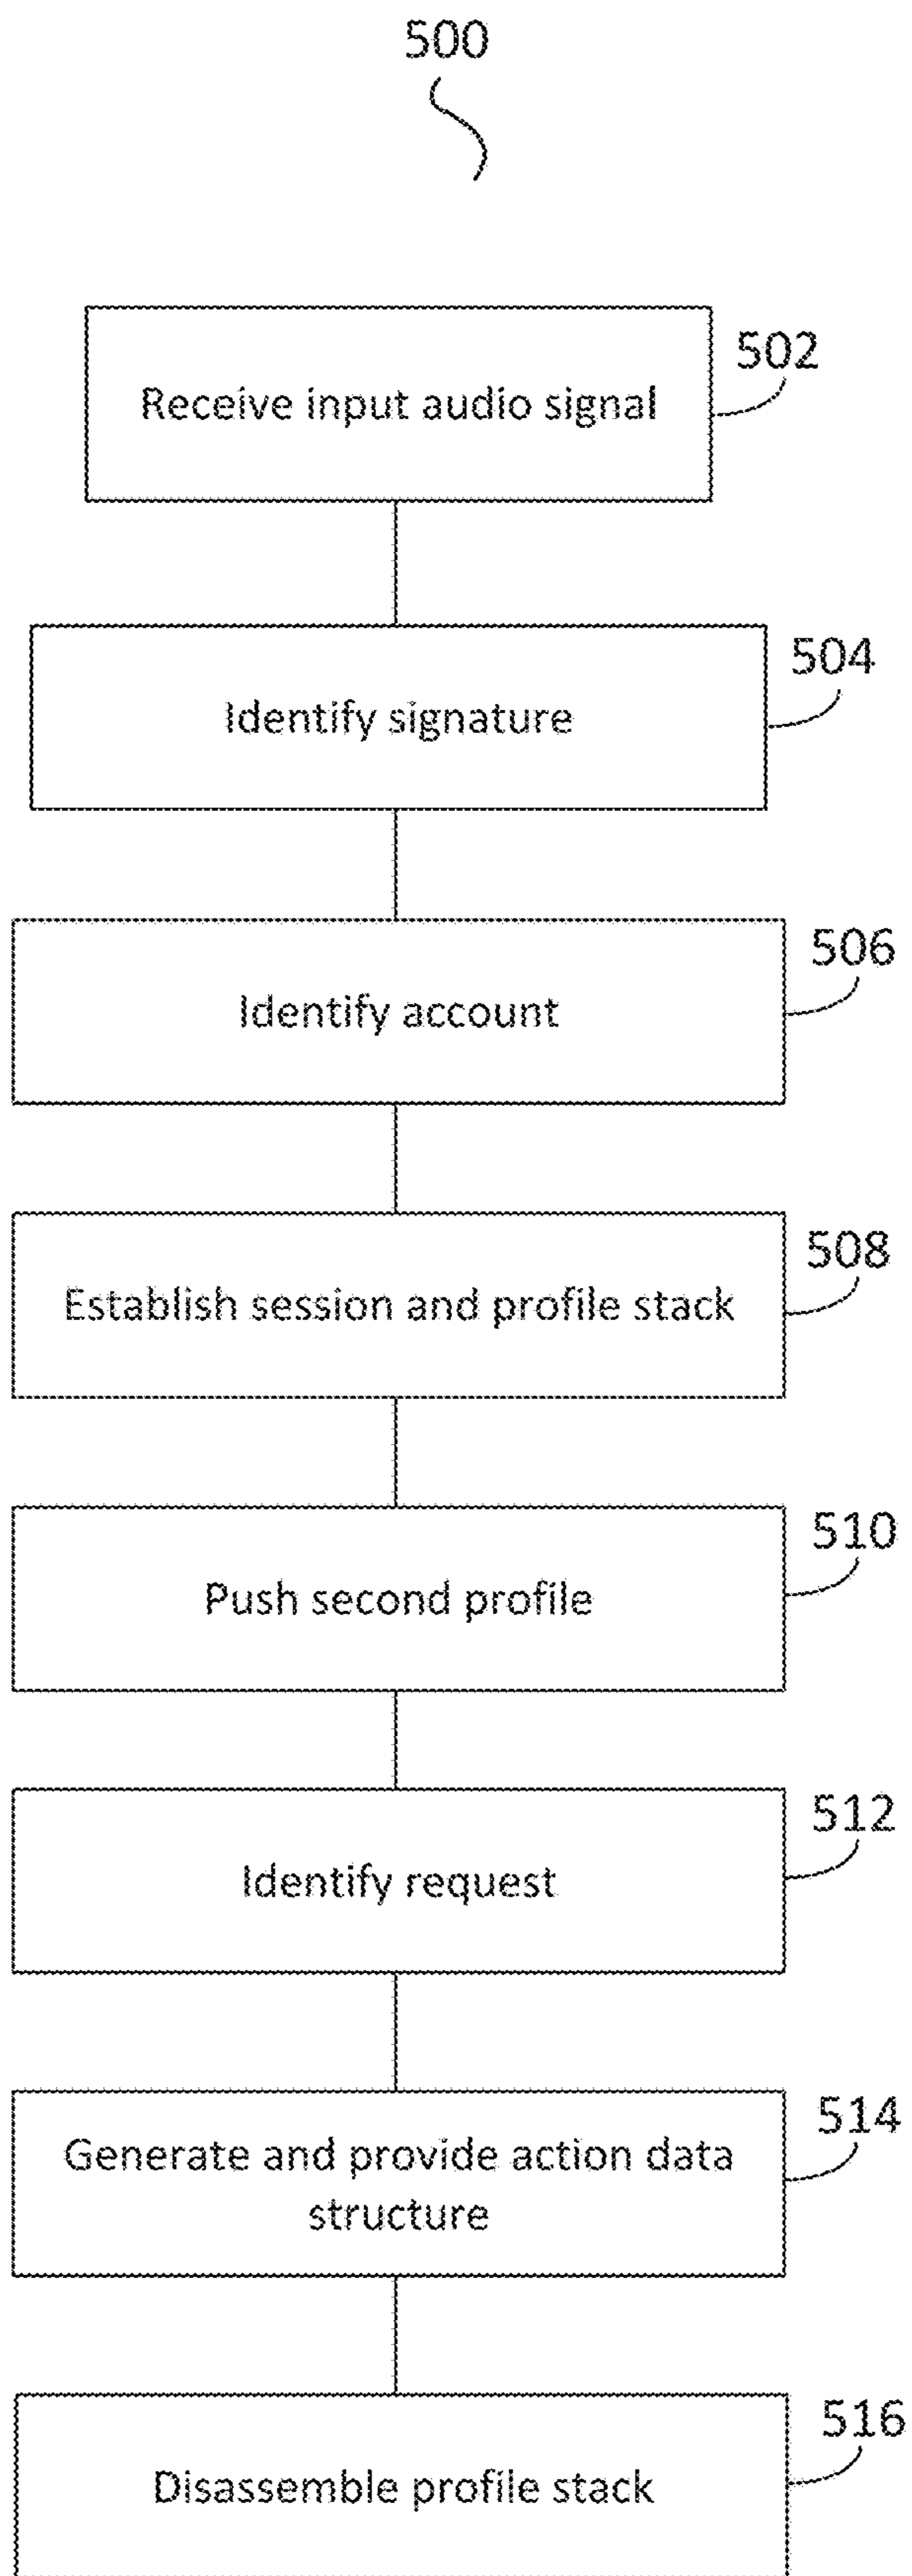 500
Receive input audio signal
502
Identify signature
504
Identify account
506
Establish session and profile stack
508
Push second profile
510
Identify request
512
Generate and provide action data
structure
514
Disassemble profile stack
516